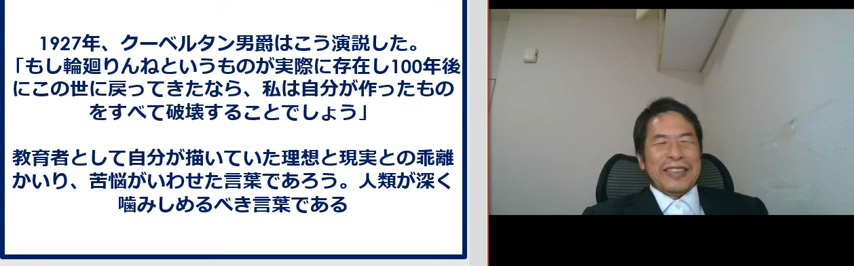 1927年、クーベルタン男爵はこう演説した。
「もし輪廻りんねというものが実際に存在し100年後
にこの世に戻ってきたなら、私は自分が作ったもの
をすべて破壊することでしょう」
教育者として自分が描いていた理想と現実との乖離
かいり、苦悩がいわせた言葉であろう。人類が深く
噛みしめるべき言葉である